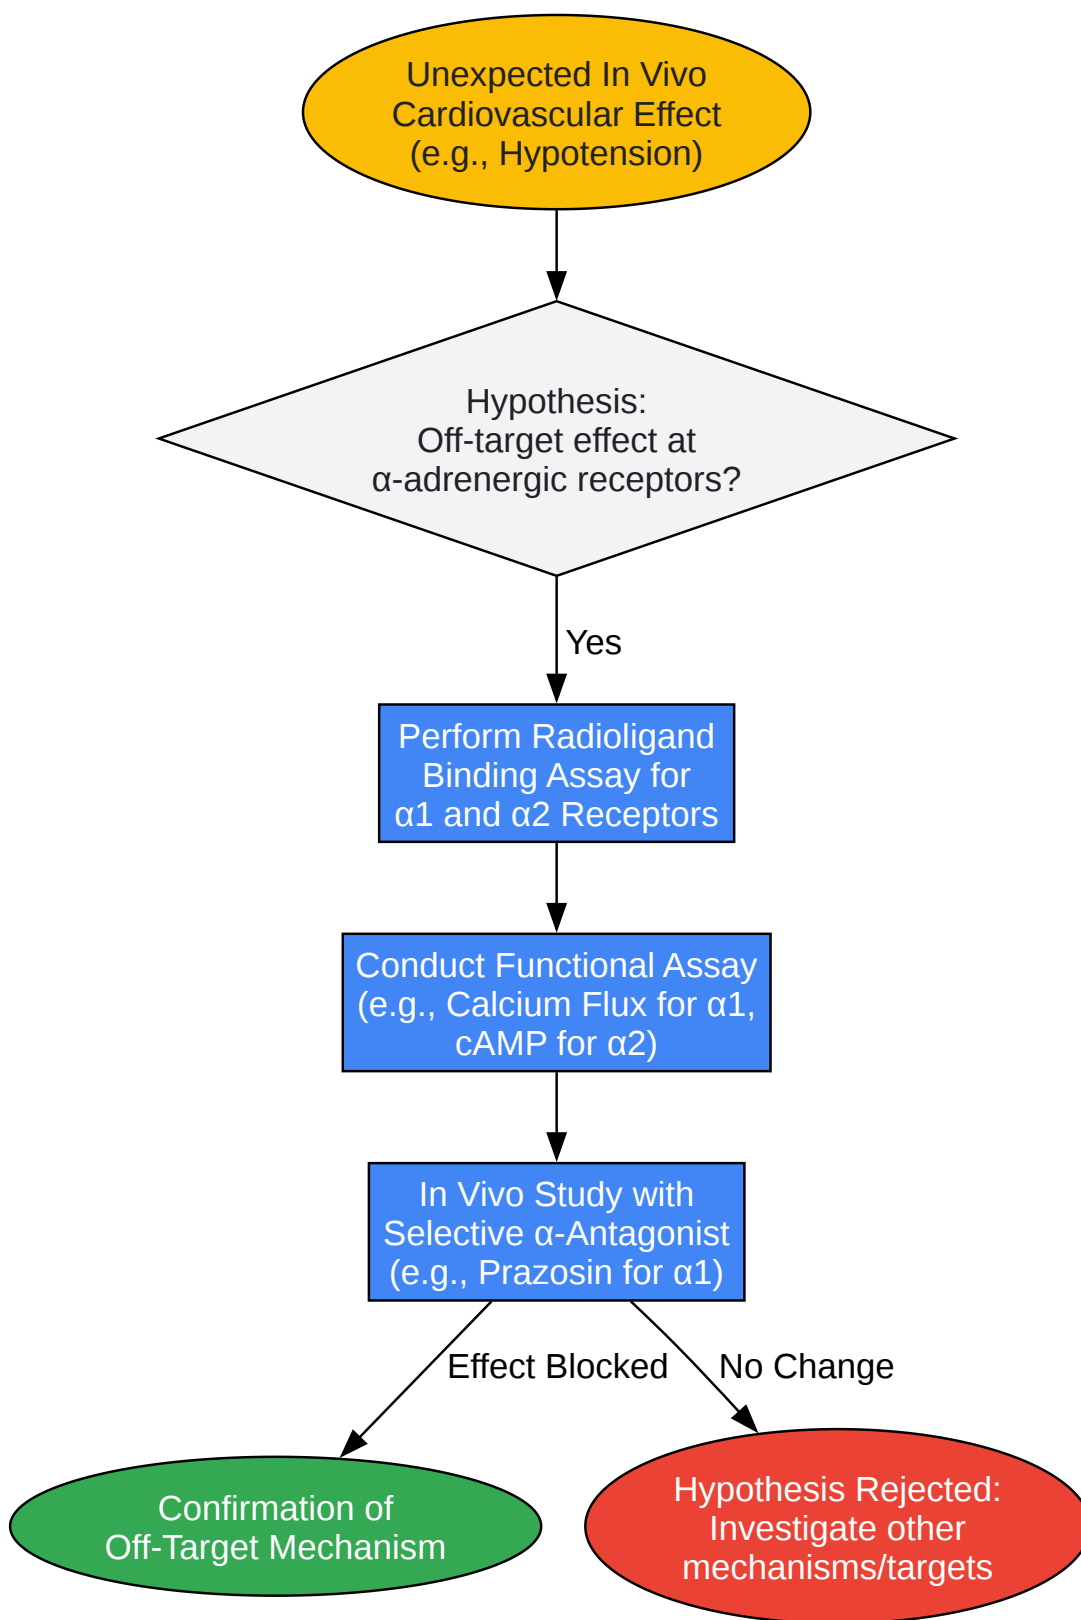 Unexpected In Vivo
Cardiovascular Effect
(e.g., Hypotension)
Hypothesis:
Off-target effect at
α-adrenergic receptors?
Yes
Perform Radioligand
Binding Assay for
α1 and α2 Receptors
Conduct Functional Assay
(e.g., Calcium Flux for α1,
cAMP for α2)
In Vivo Study with
Selective α-Antagonist
(e.g., Prazosin for α1)
Effect Blocked
No Change
Confirmation of
Off-Target Mechanism
Hypothesis Rejected:
Investigate other
mechanisms/targets